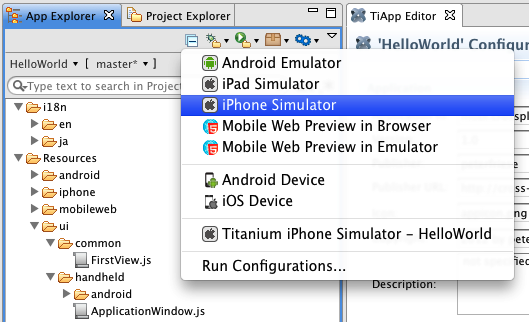 App Explorer Project Explorer TiApp Editor
'HelloWorld' Configu
HelloWorld [ master* ]
Type text to search in Projec
i18n
en
ja
Resources
android
iphone
mobileweb
ui
common
FirstView.js
handheld
android
ApplicationWindow.js
Android Emulator
iPad Simulator
iPhone Simulator
Mobile Web Preview in Browser
Mobile Web Preview in Emulator
Android Device
iOS Device
Titanium iPhone Simulator – HelloWorld
Run Configurations...
Description: